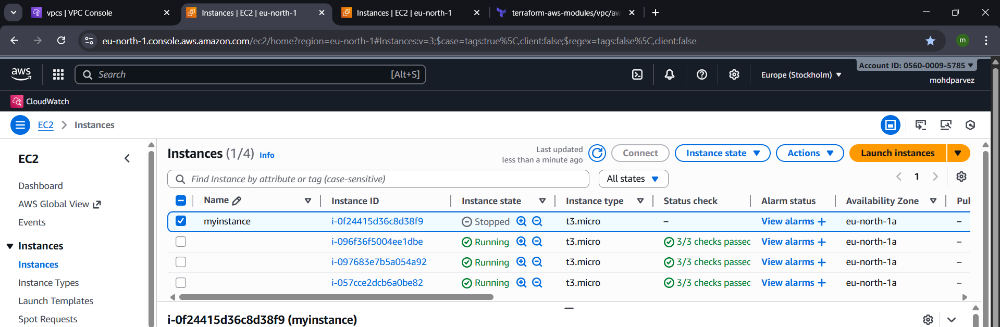 vpcs | VPC Console
Instances | EC2 | eu-north-1
Instances | EC2 | eu-north-1
terraform-aws-modules/vpc/aw
eu-north-1.console.aws.amazon.com/ec2/home?region=eu-north-1#Instances:v=3;$case=tags:true%5C,client:false;$regex=tags:false%5C,client:false
m
aws
Search
[Alt+S]
Europe (Stockholm)
Account ID: 0560-0009-5785
mohdparvez
CloudWatch
EC2
Instances
EC2
Dashboard
AWS Global View
Events
Instances
Instances
Instance Types
Launch Templates
Spot Requests
Instances (1/4) Info
Last updated
less than a minute ago
Connect
Instance state
Actions
Launch instances
Find Instance by attribute or tag (case-sensitive)
All states
1
Name Instance ID Instance state Instance type Status check Alarm status Availability Zone Pul
myinstance i-0f24415d36c8d38f9 Stopped t3.micro – View alarms + eu-north-1a –
i-096f36f5004ee1dbe Running t3.micro 3/3 checks passed View alarms + eu-north-1a –
i-097683e7b5a054a92 Running t3.micro 3/3 checks passed View alarms + eu-north-1a –
i-057cce2dcb6a0be82 Running t3.micro 3/3 checks passed View alarms + eu-north-1a –
i-0f24415d36c8d38f9 (myinstance)